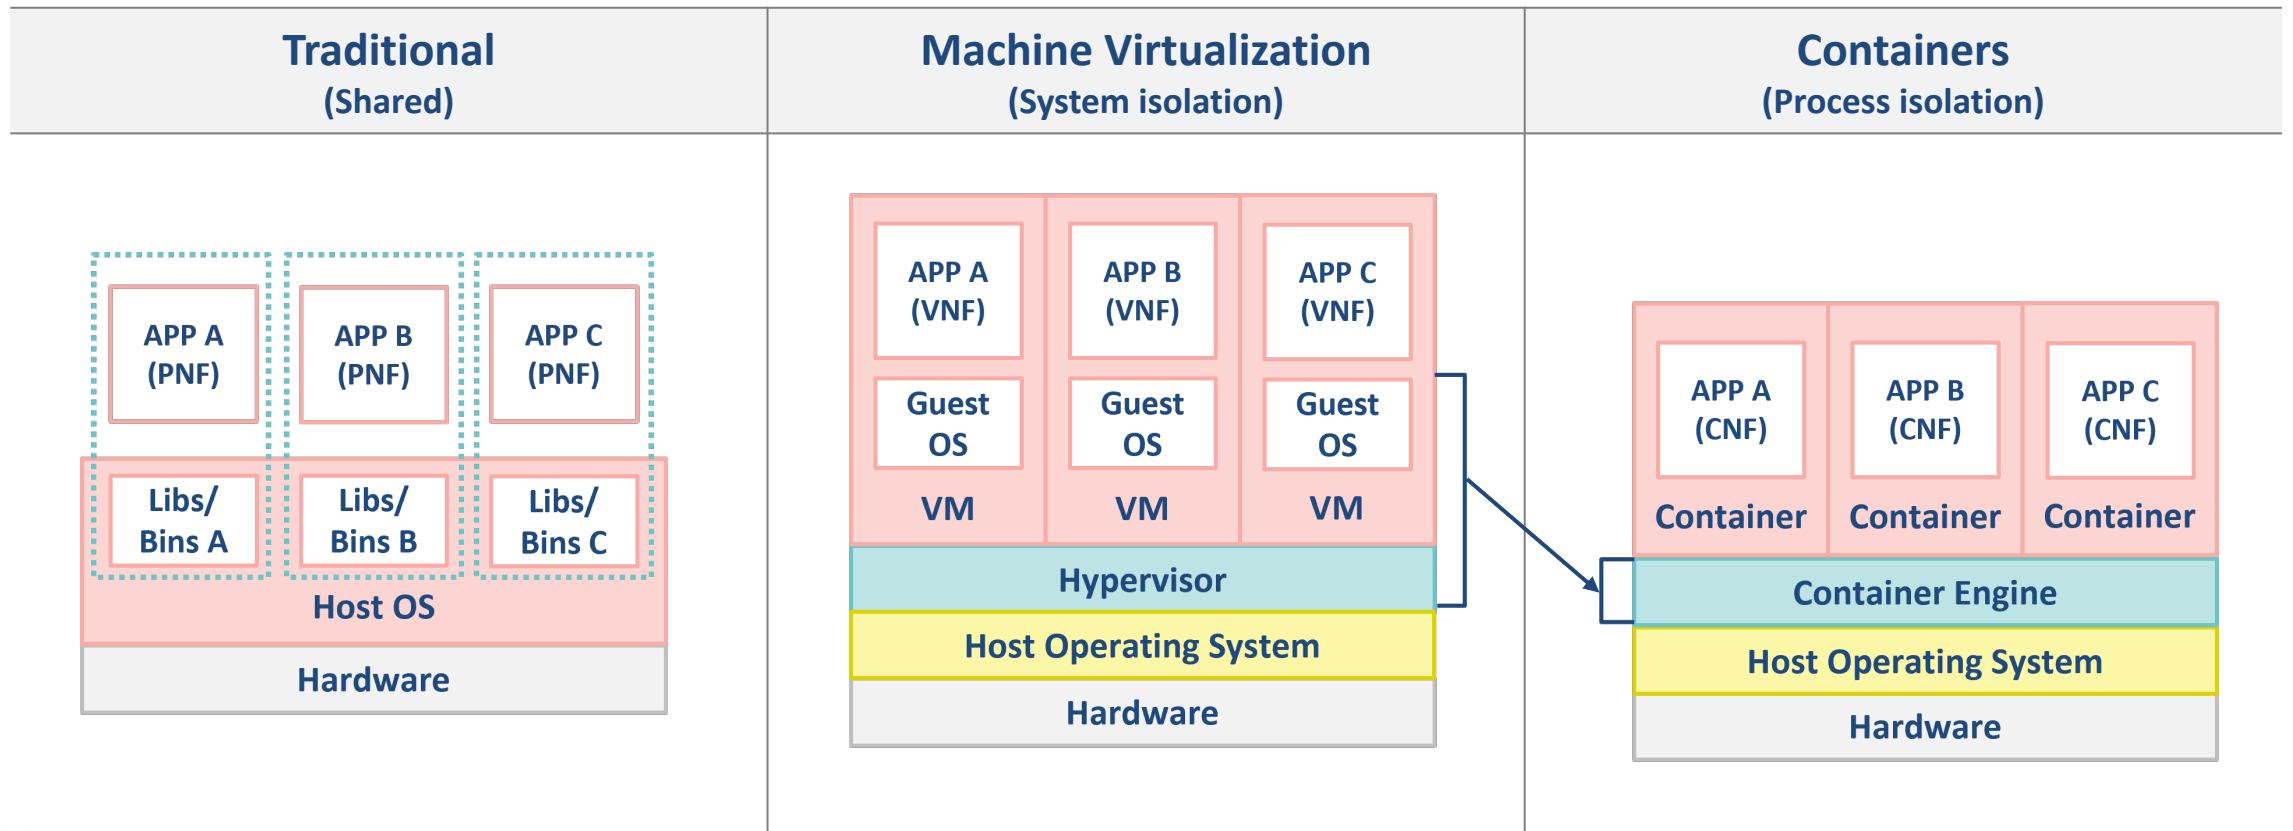 Traditional
(Shared)
Machine Virtualization
(System isolation)
Containers
(Process isolation)
APP A
(PNF)
APP B
(PNF)
APP C
(PNF)
Libs/
Bins A
Libs/
Bins B
Libs/
Bins C
Host OS
Hardware
APP A
(VNF)
APP B
(VNF)
APP C
(VNF)
Guest
OS
Guest
OS
Guest
OS
VM
VM
VM
Hypervisor
Host Operating System
Hardware
APP A
(CNF)
APP B
(CNF)
APP C
(CNF)
Container
Container
Container
Container Engine
Host Operating System
Hardware